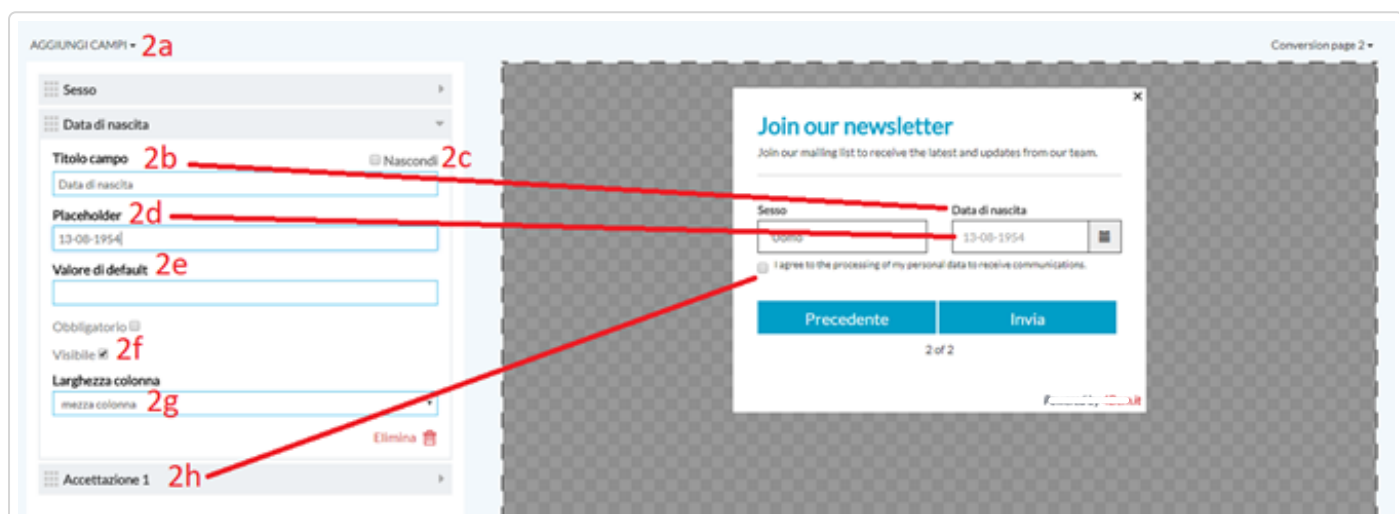 AGGIUNGI CAMPI 2a
Conversion page 2
Sesso
Data di nascita
Titolo campo 2b
Nascondi 2c
Data di nascita
Placeholder 2d
13-08-1954
Valore di default 2e
Obbligatorio
Visibile 2f
Larghezza colonna
mezza colonna 2g
Elimina
Accettazione 1 2h
Join our newsletter
Join our mailing list to receive the latest and updates from our team.
Sesso Data di nascita
Uomo 13-08-1954
I agree to the processing of my personal data to receive communications.
Precedente Invia
2 of 2